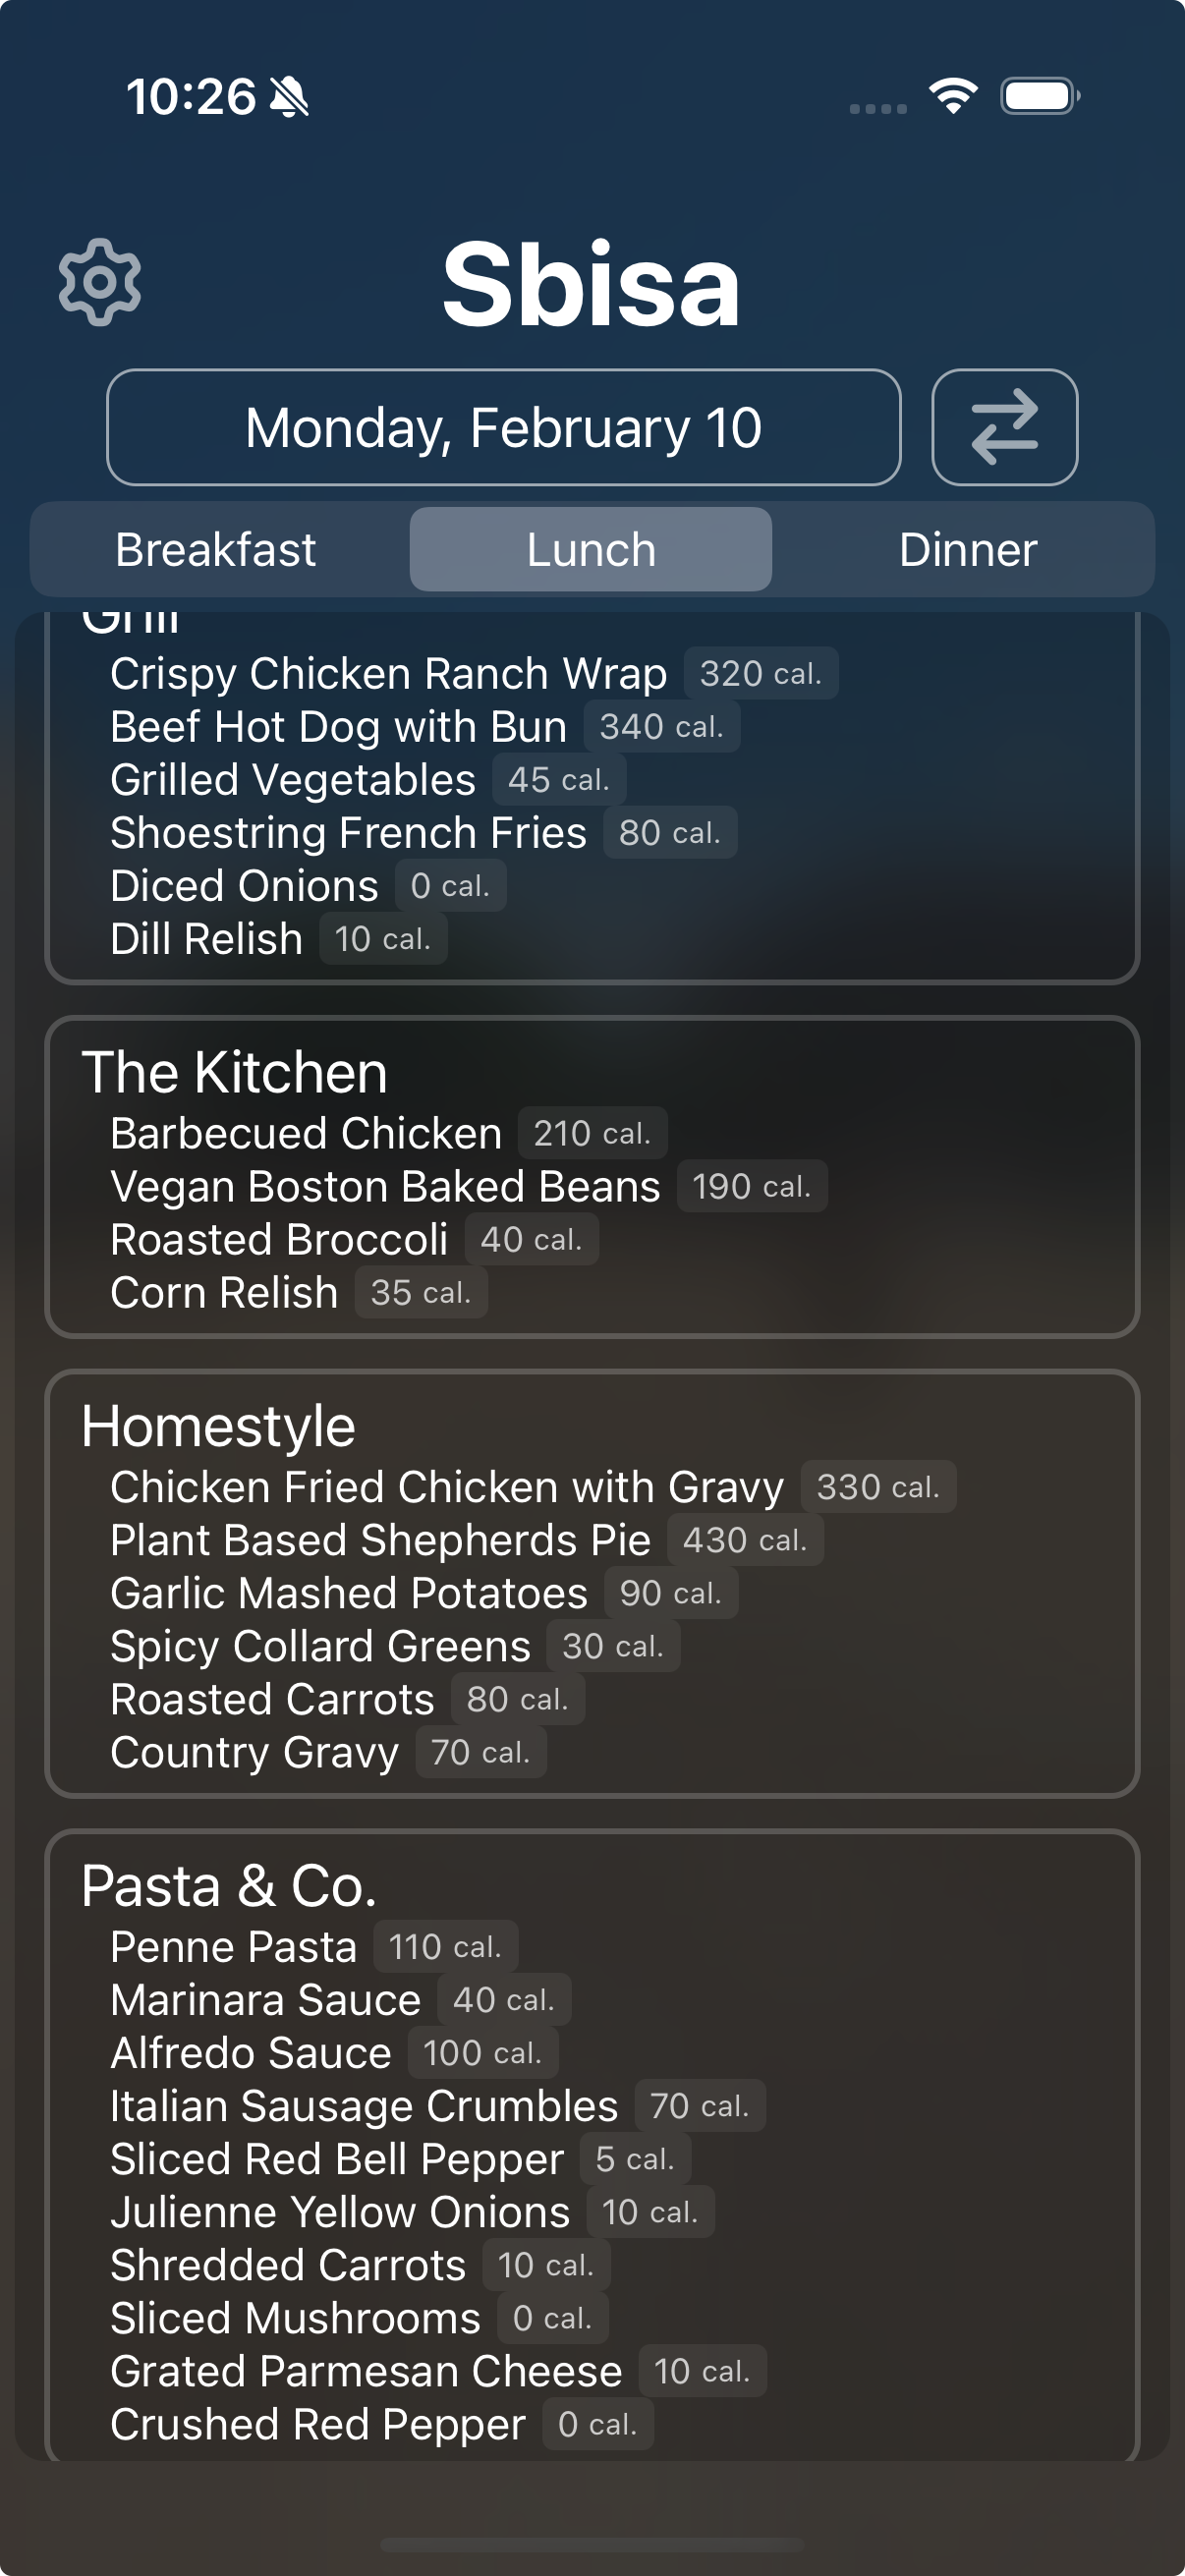 10:26
Sbisa
Monday, February 10
Breakfast Lunch Dinner
Grill
Crispy Chicken Ranch Wrap 320 cal.
Beef Hot Dog with Bun 340 cal.
Grilled Vegetables 45 cal.
Shoestring French Fries 80 cal.
Diced Onions 0 cal.
Dill Relish 10 cal.
The Kitchen
Barbecued Chicken 210 cal.
Vegan Boston Baked Beans 190 cal.
Roasted Broccoli 40 cal.
Corn Relish 35 cal.
Homestyle
Chicken Fried Chicken with Gravy 330 cal.
Plant Based Shepherds Pie 430 cal.
Garlic Mashed Potatoes 90 cal.
Spicy Collard Greens 30 cal.
Roasted Carrots 80 cal.
Country Gravy 70 cal.
Pasta & Co.
Penne Pasta 110 cal.
Marinara Sauce 40 cal.
Alfredo Sauce 100 cal.
Italian Sausage Crumbles 70 cal.
Sliced Red Bell Pepper 5 cal.
Julienne Yellow Onions 10 cal.
Shredded Carrots 10 cal.
Sliced Mushrooms 0 cal.
Grated Parmesan Cheese 10 cal.
Crushed Red Pepper 0 cal.